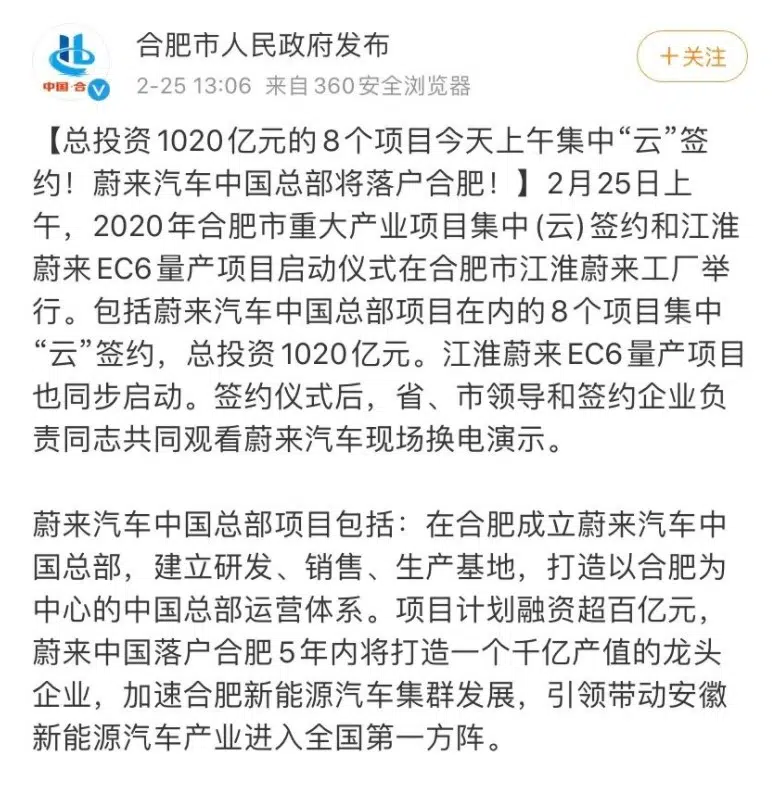 合肥市人民政府发布
+关注
中国·合
2-25 13:06 来自360安全浏览器
【总投资1020亿元的8个项目今天上午集中“云”签
约！蔚来汽车中国总部将落户合肥！】2月25日上
午，2020年合肥市重大产业项目集中(云)签约和江淮
蔚来EC6量产项目启动仪式在合肥市江淮蔚来工厂举
行。包括蔚来汽车中国总部项目在内的8个项目集中
“云”签约，总投资1020亿元。江淮蔚来EC6量产项目
也同步启动。签约仪式后，省、市领导和签约企业负
责同志共同观看蔚来汽车现场换电演示。
蔚来汽车中国总部项目包括：在合肥成立蔚来汽车中
国总部，建立研发、销售、生产基地，打造以合肥为
中心的中国总部运营体系。项目计划融资超百亿元，
蔚来中国落户合肥5年内将打造一个千亿产值的龙头
企业，加速合肥新能源汽车集群发展，引领带动安徽
新能源汽车产业进入全国第一方阵。